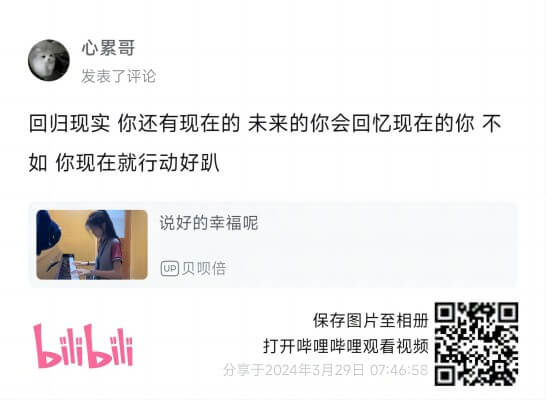 心累哥
发表了评论
回归现实 你还有现在的 未来的你会回忆现在的你 不
如 你现在就行动好趴
说好的幸福呢
UP 贝呗倍
保存图片至相册
打开哔哩哔哩观看视频
分享于2024年3月29日 07:46:58
bilibili